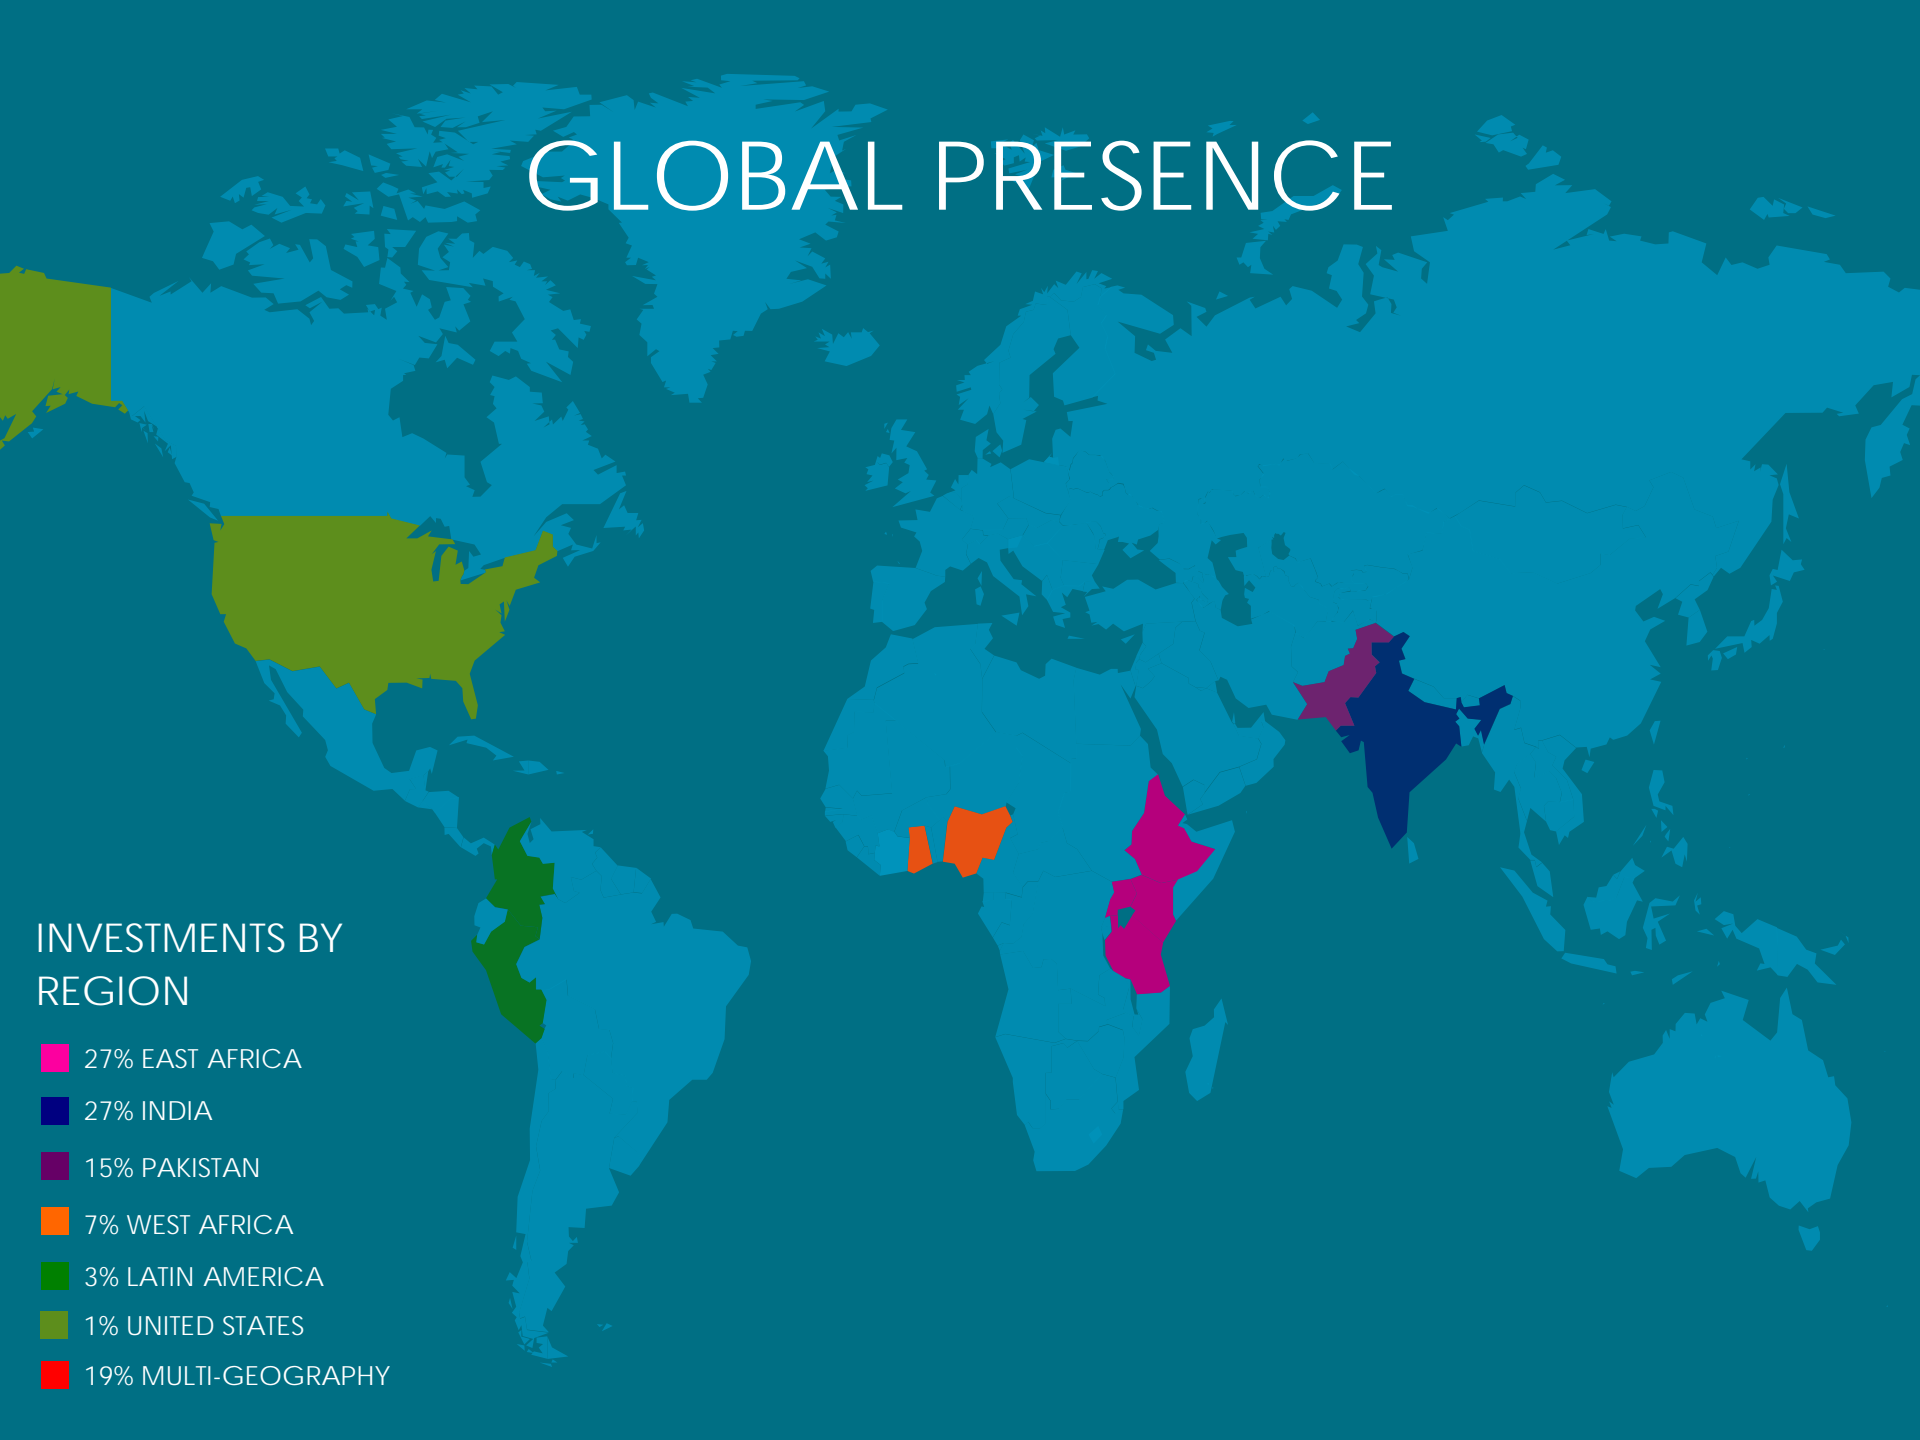 GLOBAL PRESENCE
INVESTMENTS BY
REGION
27% EAST AFRICA
27% INDIA
15% PAKISTAN
7% WEST AFRICA
3% LATIN AMERICA
1% UNITED STATES
19% MULTI-GEOGRAPHY